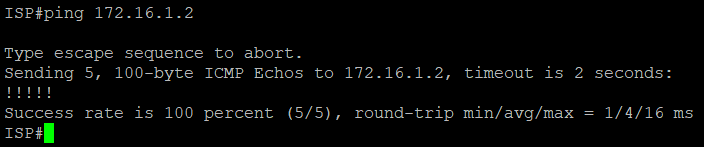 ISP#ping 172.16.1.2
Type escape sequence to abort.
Sending 5, 100-byte ICMP Echos to 172.16.1.2, timeout is 2 seconds:
!!!!!
Success rate is 100 percent (5/5), round-trip min/avg/max = 1/4/16 ms
ISP#